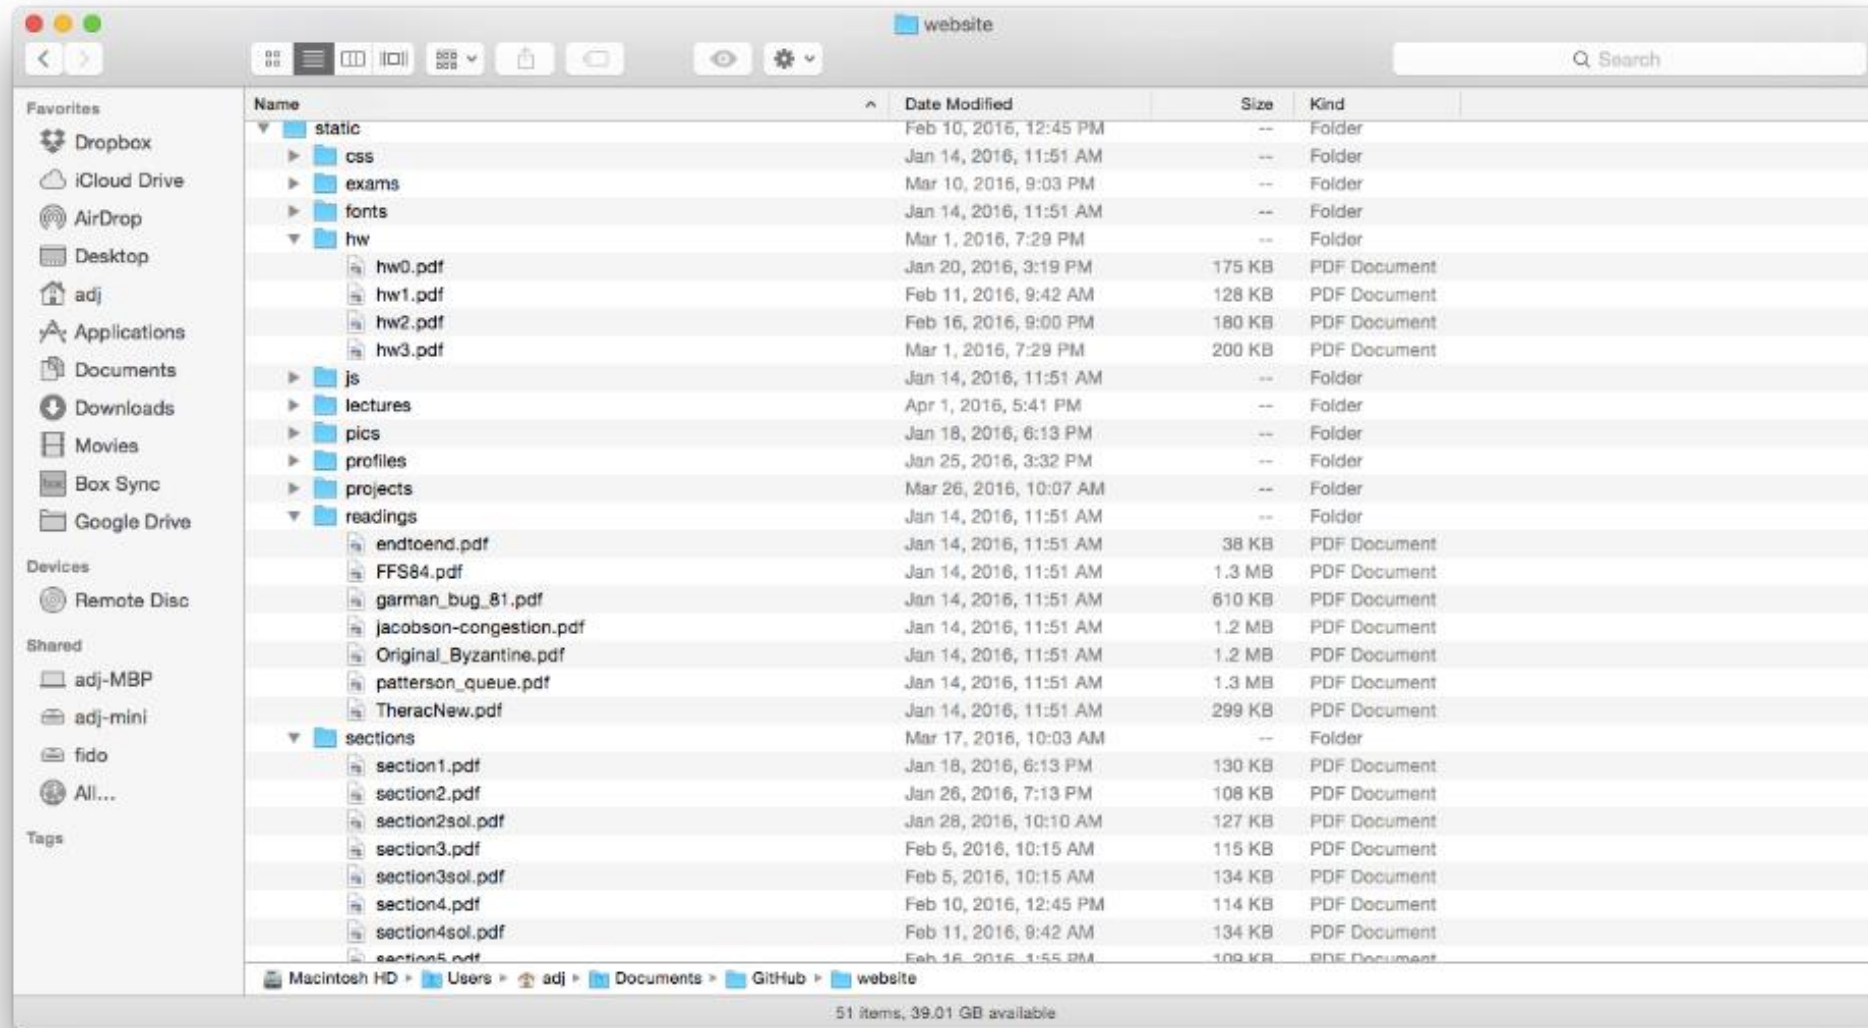 website
Search
Favorites
Dropbox
iCloud Drive
AirDrop
Desktop
adj
Applications
Documents
Downloads
Movies
Box Sync
Google Drive
Devices
Remote Disc
Shared
adj-MBP
adj-mini
fido
All...
Tags
Name Date Modified Size Kind
static Feb 10, 2016, 12:45 PM -- Folder
css Jan 14, 2016, 11:51 AM -- Folder
exams Mar 10, 2016, 9:03 PM -- Folder
fonts Jan 14, 2016, 11:51 AM -- Folder
hw Mar 1, 2016, 7:29 PM -- Folder
hw0.pdf Jan 20, 2016, 3:19 PM 175 KB PDF Document
hw1.pdf Feb 11, 2016, 9:42 AM 128 KB PDF Document
hw2.pdf Feb 16, 2016, 9:00 PM 180 KB PDF Document
hw3.pdf Mar 1, 2016, 7:29 PM 200 KB PDF Document
js Jan 14, 2016, 11:51 AM -- Folder
lectures Apr 1, 2016, 5:41 PM -- Folder
pics Jan 18, 2016, 6:13 PM -- Folder
profiles Jan 25, 2016, 3:32 PM -- Folder
projects Mar 26, 2016, 10:07 AM -- Folder
readings Jan 14, 2016, 11:51 AM -- Folder
endtoend.pdf Jan 14, 2016, 11:51 AM 38 KB PDF Document
FFS84.pdf Jan 14, 2016, 11:51 AM 1.3 MB PDF Document
garman_bug_81.pdf Jan 14, 2016, 11:51 AM 610 KB PDF Document
jacobson-congestion.pdf Jan 14, 2016, 11:51 AM 1.2 MB PDF Document
Original_Byzantine.pdf Jan 14, 2016, 11:51 AM 1.2 MB PDF Document
patterson_queue.pdf Jan 14, 2016, 11:51 AM 1.3 MB PDF Document
TheracNew.pdf Jan 14, 2016, 11:51 AM 299 KB PDF Document
sections Mar 17, 2016, 10:03 AM -- Folder
section1.pdf Jan 18, 2016, 6:13 PM 130 KB PDF Document
section2.pdf Jan 26, 2016, 7:13 PM 108 KB PDF Document
section2sol.pdf Jan 28, 2016, 10:10 AM 127 KB PDF Document
section3.pdf Feb 5, 2016, 10:15 AM 115 KB PDF Document
section3sol.pdf Feb 5, 2016, 10:15 AM 134 KB PDF Document
section4.pdf Feb 10, 2016, 12:45 PM 114 KB PDF Document
section4sol.pdf Feb 11, 2016, 9:42 AM 134 KB PDF Document
section5.pdf Feb 16, 2016, 1:55 PM 109 KB PDF Document
Macintosh HD Users adj Documents GitHub website
51 items, 39.01 GB available